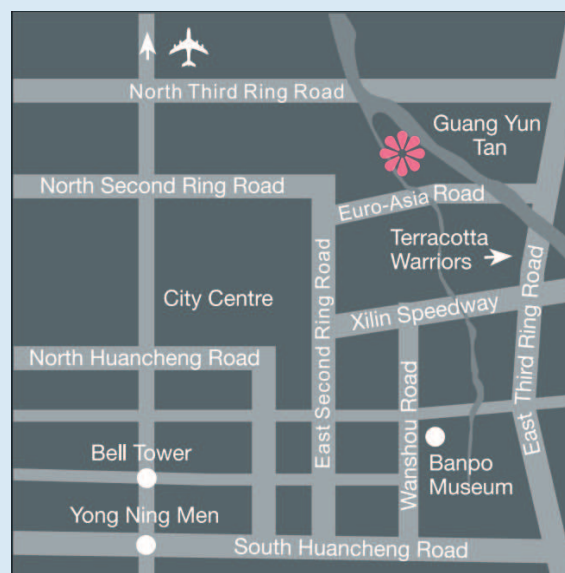 North Third Ring Road
Guang Yun
Tan
North Second Ring Road
Euro-Asia Road
Terracotta
Warriors
City Centre
East Second Ring Road
Xilin Speedway
East Third Ring Road
North Huancheng Road
Wanshou Road
Bell Tower
Banpo
Museum
Yong Ning Men
South Huancheng Road